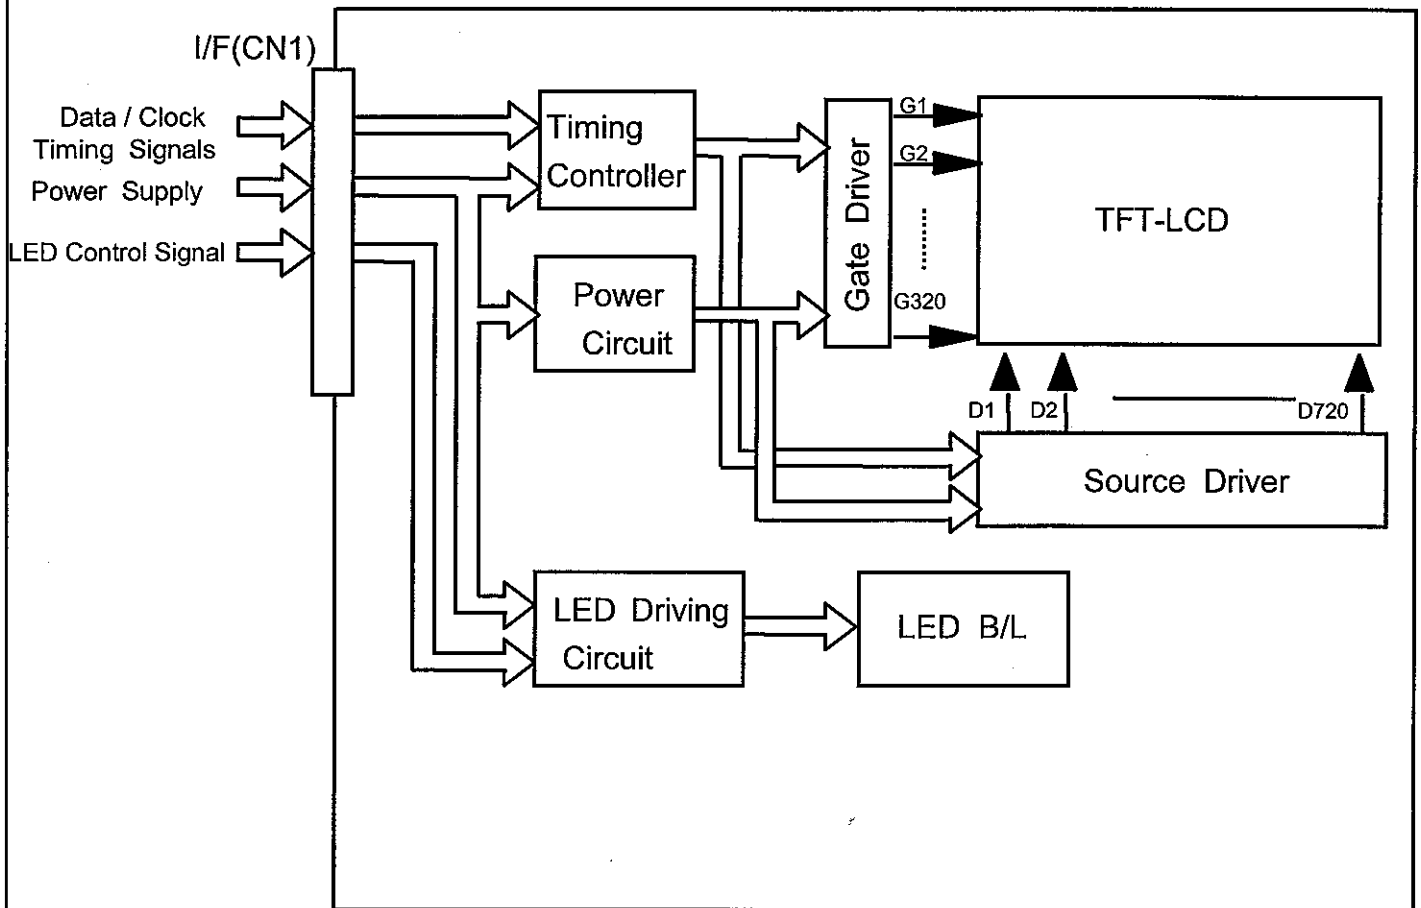 I/F(CN1)
Data / Clock
Timing Signals
Power Supply
LED Control Signal
Timing
Controller
Power
Circuit
Gate Driver
G1
G2
G320
TFT-LCD
D1
D2
D720
Source Driver
LED Driving
Circuit
LED B/L